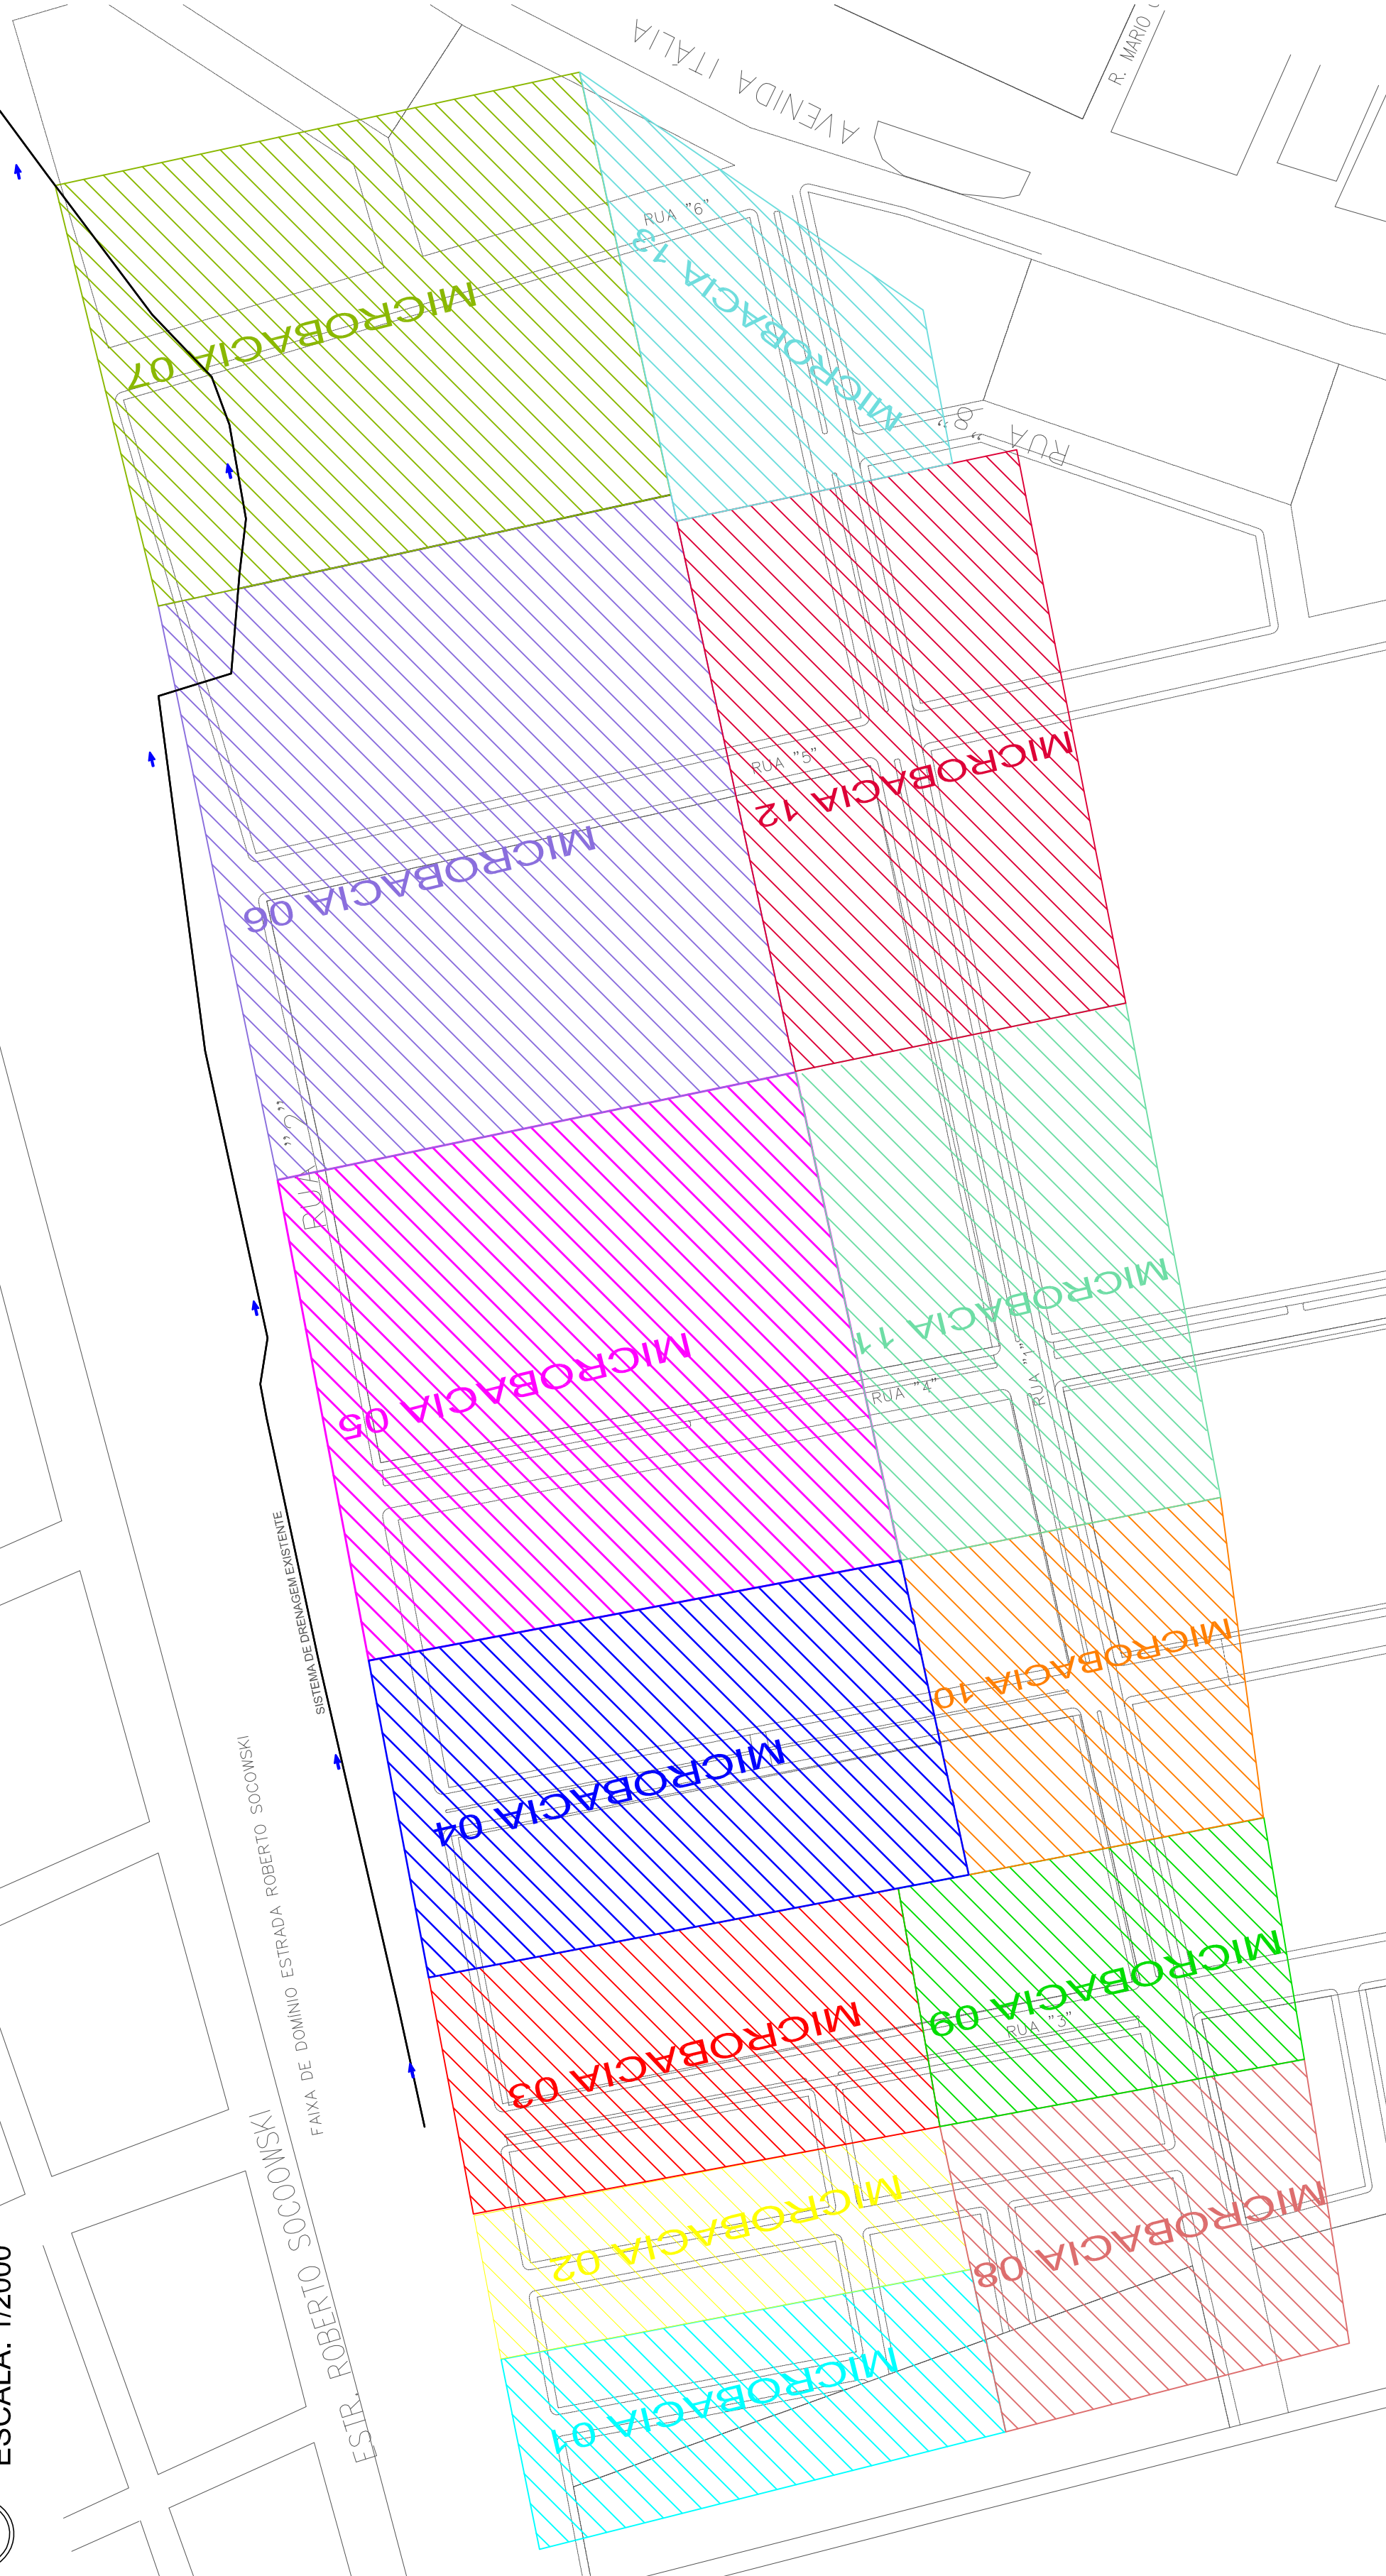 AVENIDA ITÁLIA
R. MARIO
RUA "6"
MICROBACIA 13
MICROBACIA 07
RUA "8"
MICROBACIA 12
RUA "5"
MICROBACIA 06
RUA "2"
MICROBACIA 11
RUA "1"
MICROBACIA 05
RUA "4"
SISTEMA DE DRENAGEM EXISTENTE
MICROBACIA 10
MICROBACIA 04
FAIXA DE DOMÍNIO ESTRADA ROBERTO SOCOWSKI
MICROBACIA 09
RUA "3"
MICROBACIA 03
ESTR. ROBERTO SOCOWSKI
MICROBACIA 02
MICROBACIA 08
MICROBACIA 01
ESCALA: 1/2000